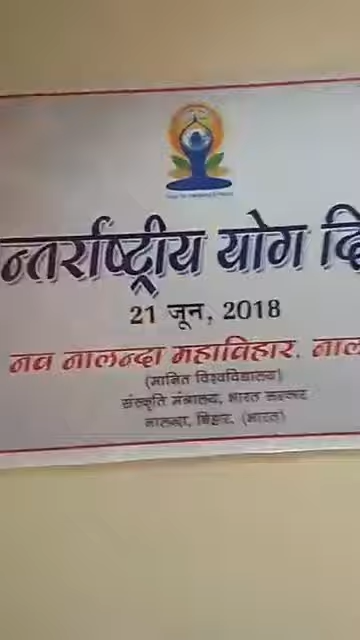 न्तर्राष्ट्रीय योग दि
21 जून, 2018
नव नालन्दा महाविहार, नाल
(मानित विश्वविद्यालय)
संस्कृति मंत्रालय, भारत सरकार
नालन्दा, बिहार, (भारत)